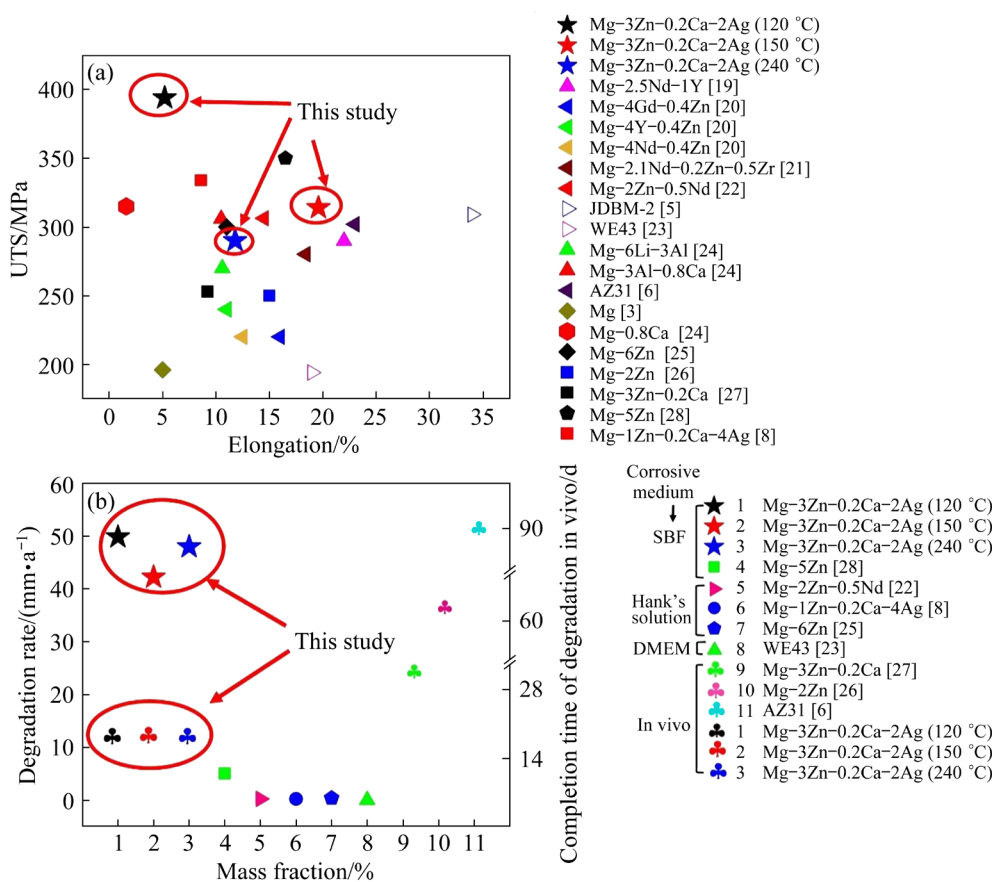 (a)
UTS/MPa
400
350
300
250
200
This study
0 5 10 15 20 25 30 35
Elongation/%
Mg−3Zn−0.2Ca−2Ag (120 °C)
Mg−3Zn−0.2Ca−2Ag (150 °C)
Mg−3Zn−0.2Ca−2Ag (240 °C)
Mg−2.5Nd−1Y [19]
Mg−4Gd−0.4Zn [20]
Mg−4Y−0.4Zn [20]
Mg−4Nd−0.4Zn [20]
Mg−2.1Nd−0.2Zn−0.5Zr [21]
Mg−2Zn−0.5Nd [22]
JDBM−2 [5]
WE43 [23]
Mg−6Li−3Al [24]
Mg−3Al−0.8Ca [24]
AZ31 [6]
Mg [3]
Mg−0.8Ca [24]
Mg−6Zn [25]
Mg−2Zn [26]
Mg−3Zn−0.2Ca [27]
Mg−5Zn [28]
Mg−1Zn−0.2Ca−4Ag [8]
(b)
Degradation rate/(mm•a⁻¹)
60
50
40
30
20
10
0
This study
1 2 3 4 5 6 7 8 9 10 11
Mass fraction/%
90
60
28
14
Completion time of degradation in vivo/d
Corrosive
medium
SBF
1 Mg−3Zn−0.2Ca−2Ag (120 °C)
2 Mg−3Zn−0.2Ca−2Ag (150 °C)
3 Mg−3Zn−0.2Ca−2Ag (240 °C)
4 Mg−5Zn [28]
Hank's
solution
5 Mg−2Zn−0.5Nd [22]
6 Mg−1Zn−0.2Ca−4Ag [8]
7 Mg−6Zn [25]
DMEM
8 WE43 [23]
In vivo
9 Mg−3Zn−0.2Ca [27]
10 Mg−2Zn [26]
11 AZ31 [6]
1 Mg−3Zn−0.2Ca−2Ag (120 °C)
2 Mg−3Zn−0.2Ca−2Ag (150 °C)
3 Mg−3Zn−0.2Ca−2Ag (240 °C)